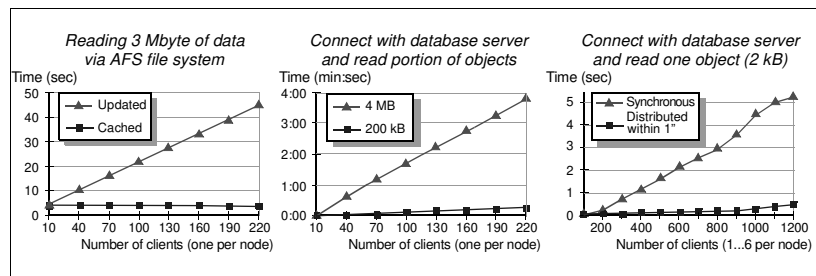 Reading 3 Mbyte of data
via AFS file system
Time (sec)
50
40
30
20
10
0
Updated
Cached
10 40 70 100 130 160 190 220
Number of clients (one per node)
Connect with database server
and read portion of objects
Time (min:sec)
4:00
3:00
2:00
1:00
0:00
4 MB
200 kB
10 40 70 100 130 160 190 220
Number of clients (one per node)
Connect with database server
and read one object (2 kB)
Time (sec)
5
4
3
2
1
0
Synchronous
Distributed
within 1"
200 400 600 800 1000 1200
Number of clients (1...6 per node)